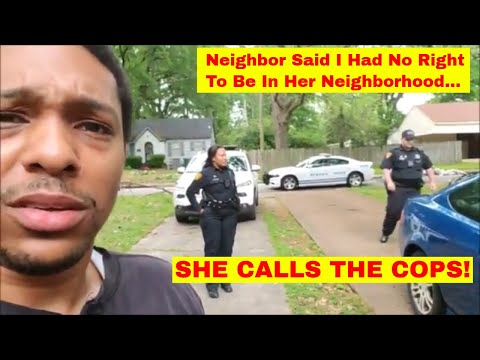 Neighbor Said I Had No Right
To Be In Her Neighborhood...
SHE CALLS THE COPS!